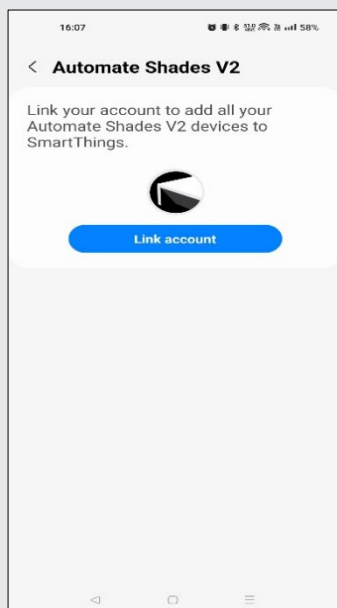 16:07
58%
Automate Shades V2
Link your account to add all your
Automate Shades V2 devices to
SmartThings.
Link account